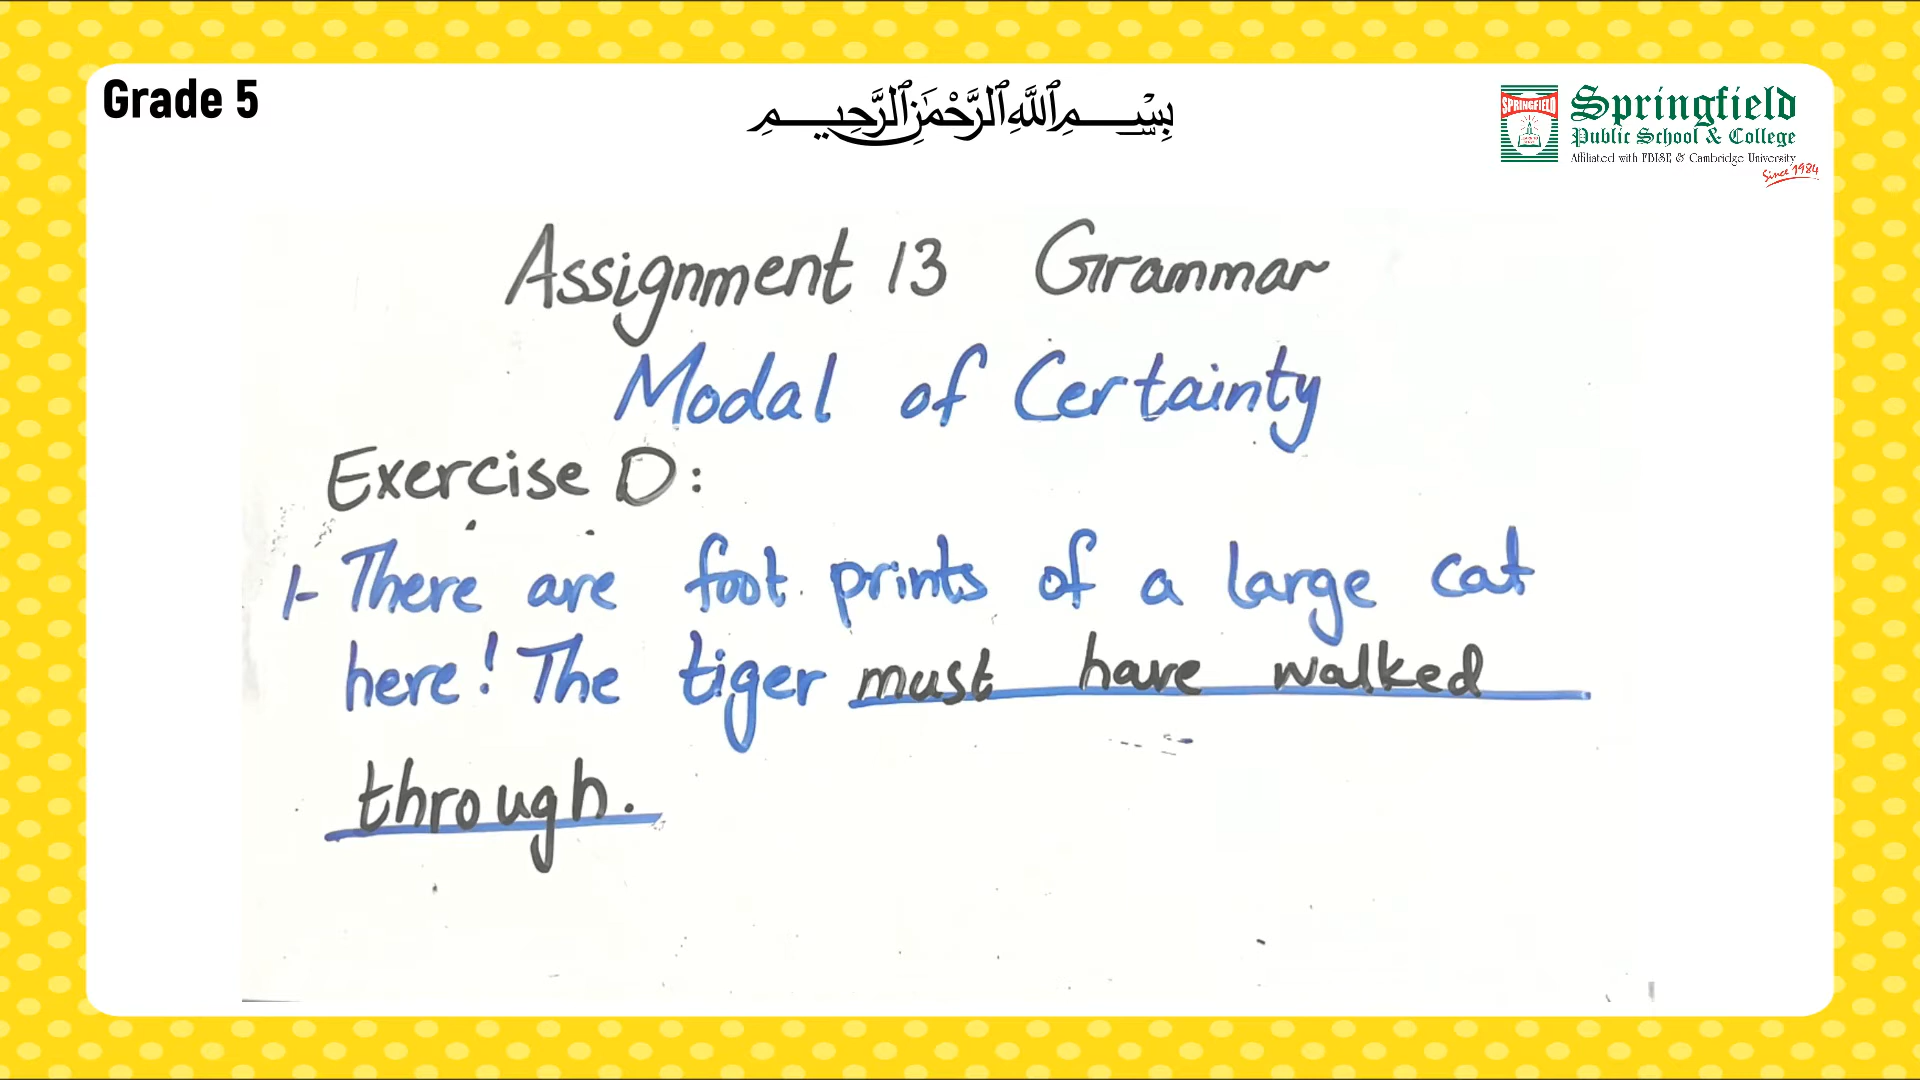 Grade 5
بِسْمِ ٱللَّهِ ٱلرَّحْمَٰنِ ٱلرَّحِيمِ
SPRINGFIELD
Springfield
Public School & College
Affiliated with FBISE & Cambridge University
Since 1984
Assignment 13 Grammar
Modal of Certainty
Exercise D:
1- There are foot prints of a large cat
here! The tiger must have walked
through.